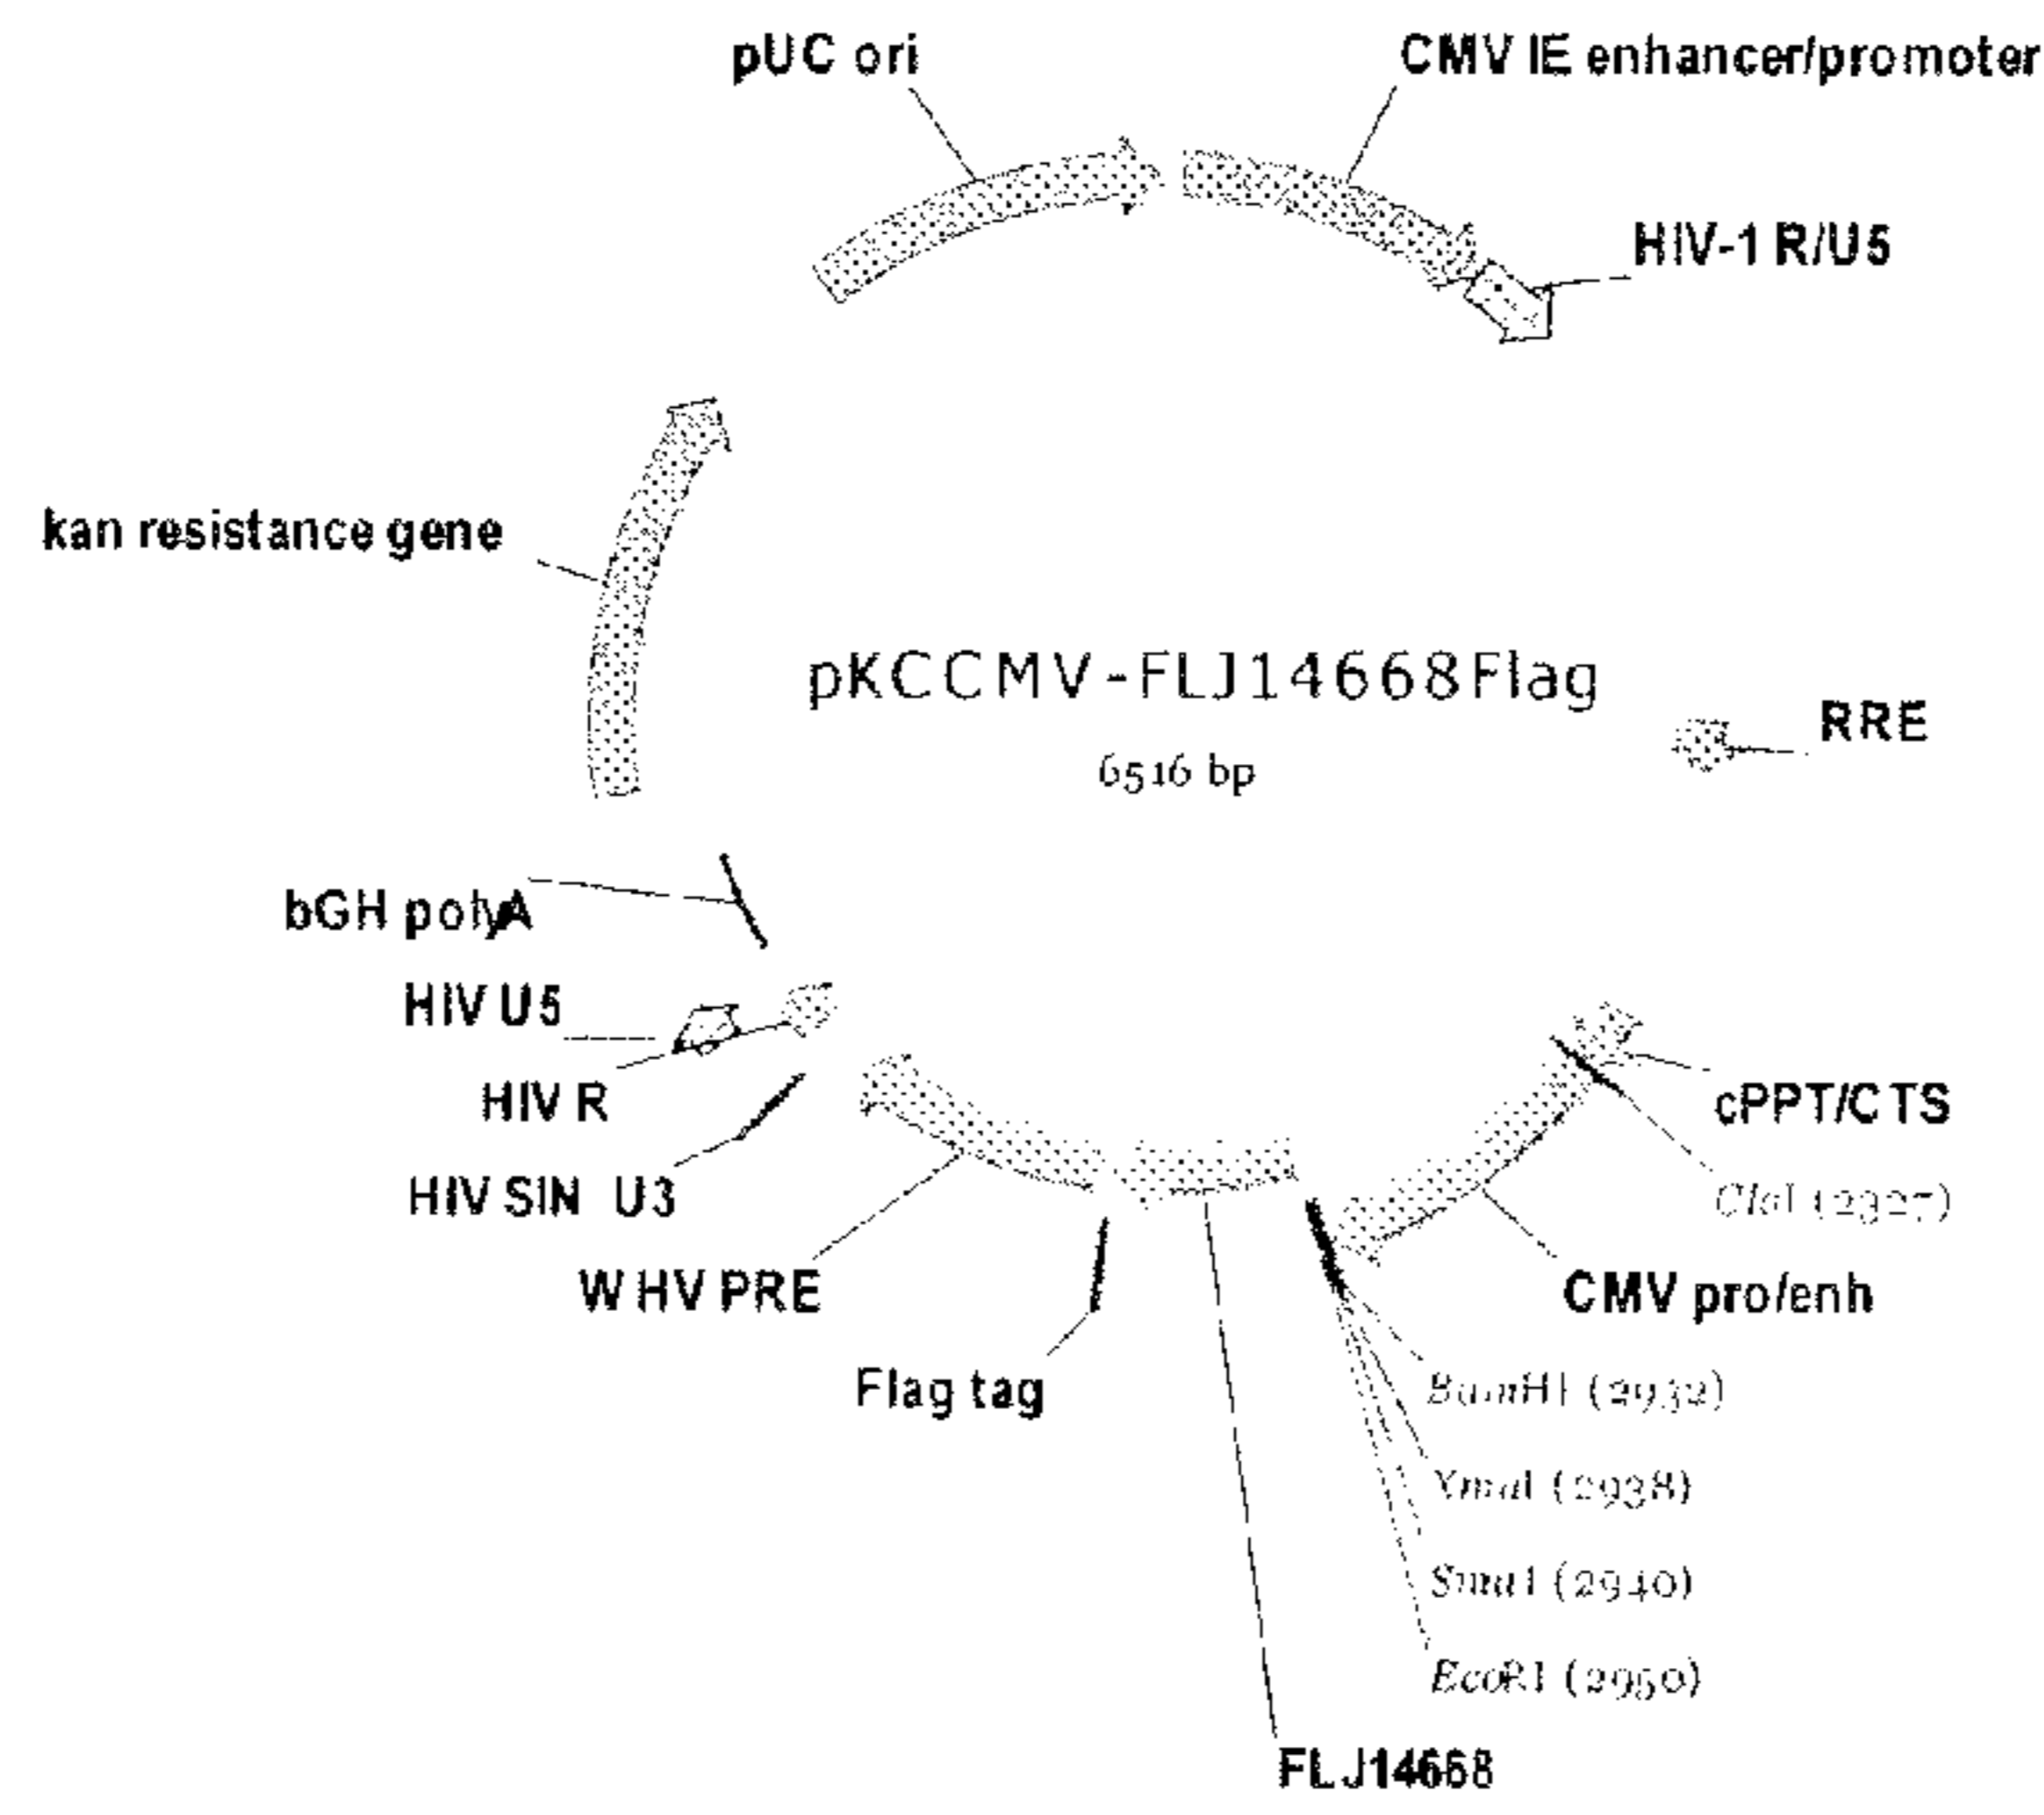 pUC ori
CMV IE enhancer/promoter
HIV-1 R/U5
kan resistance gene
pKCCMV-FLJ14668Flag
6516 bp
RRE
bGH polyA
HIV U5
HIV R
HIV SIN U3
WHV PRE
Flag tag
cPPT/CTS
ClaI (2327)
CMV pro/enh
BamHI (2932)
XmaI (2938)
SmaI (2940)
EcoRI (2950)
FLJ14668